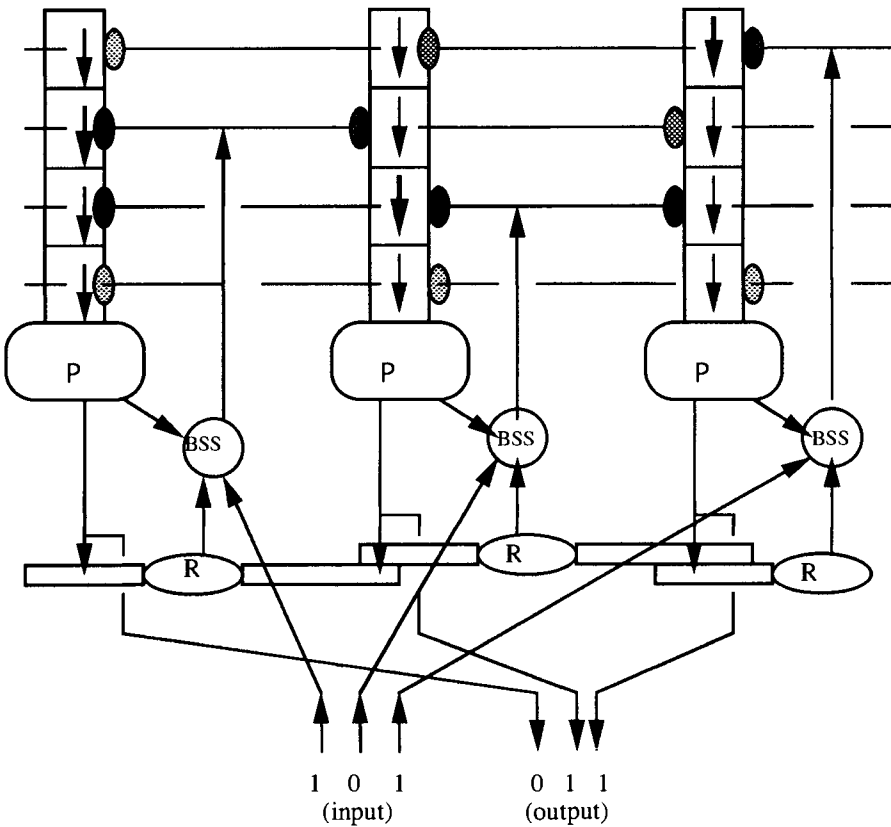 P P P
BSS BSS BSS
R R R
1 0 1 0 1 1
(input) (output)